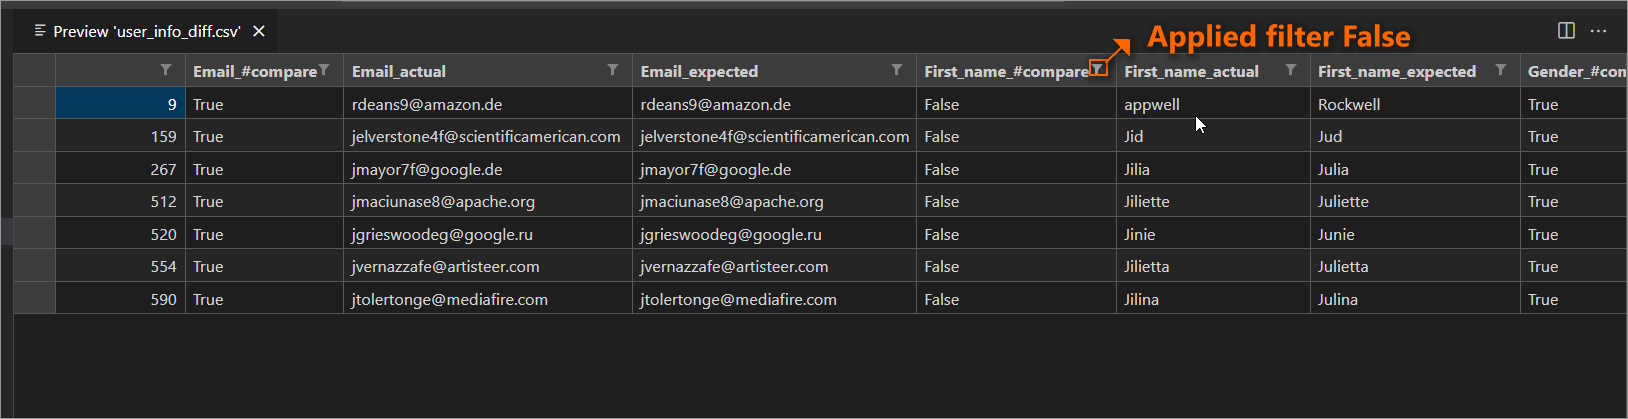 Preview 'user_info_diff.csv' ×
Applied filter False
Email_#compare Email_actual Email_expected First_name_#compare First_name_actual First_name_expected Gender_#con
9 True rdeans9@amazon.de rdeans9@amazon.de False appwell Rockwell True
159 True jelverstone4f@scientificamerican.com jelverstone4f@scientificamerican.com False Jid Jud True
267 True jmayor7f@google.de jmayor7f@google.de False Jilia Julia True
512 True jmaciunase8@apache.org jmaciunase8@apache.org False Jiliette Juliette True
520 True jgrieswoodeg@google.ru jgrieswoodeg@google.ru False Jinie Junie True
554 True jvernazzafe@artisteer.com jvernazzafe@artisteer.com False Jilietta Julietta True
590 True jtolertonge@mediafire.com jtolertonge@mediafire.com False Jilina Julina True